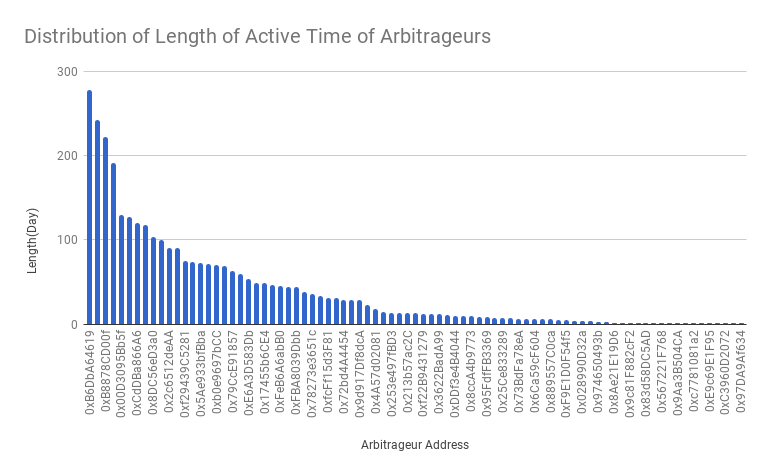 Distribution of Length of Active Time of Arbitrageurs
300
200
100
0
Length(Day)
0xB6DbA64619
0xB8878CD00f
0x00D3095Bb5f
0xCdDBa866A6
0x8DC56eD3a0
0x2c6512deAA
0xf29439C5281
0x5Ae933bfBba
0xb0e9697bCC
0x79CcE91857
0xE6A3D583Db
0x17455b6CE4
0xFeB6A6abB0
0xFBA8039Dbb
0x78273e3651c
0xfcFf15d3F81
0x72bd4A4454
0x9d917Df8dcA
0x4A57d02081
0x253e497fBD3
0x213b57ac2C
0xf22B9431279
0x3622BadA99
0xDDf3e4B4044
0x8ccA4b9773
0x95FdfFB3369
0x25Ce833289
0x73BdFa78eA
0x6Ca59cF604
0x889557C0ca
0xF9E1D0F54f5
0x028990D32a
0x974650493b
0x8Ae21E19D6
0x9c81F882cF2
0x83d58DC5AD
0x567221F768
0x9Aa3B504CA
0xc7781081a2
0xE9c69E1F95
0xC3960D2072
0x97DA9Af634
Arbitrageur Address